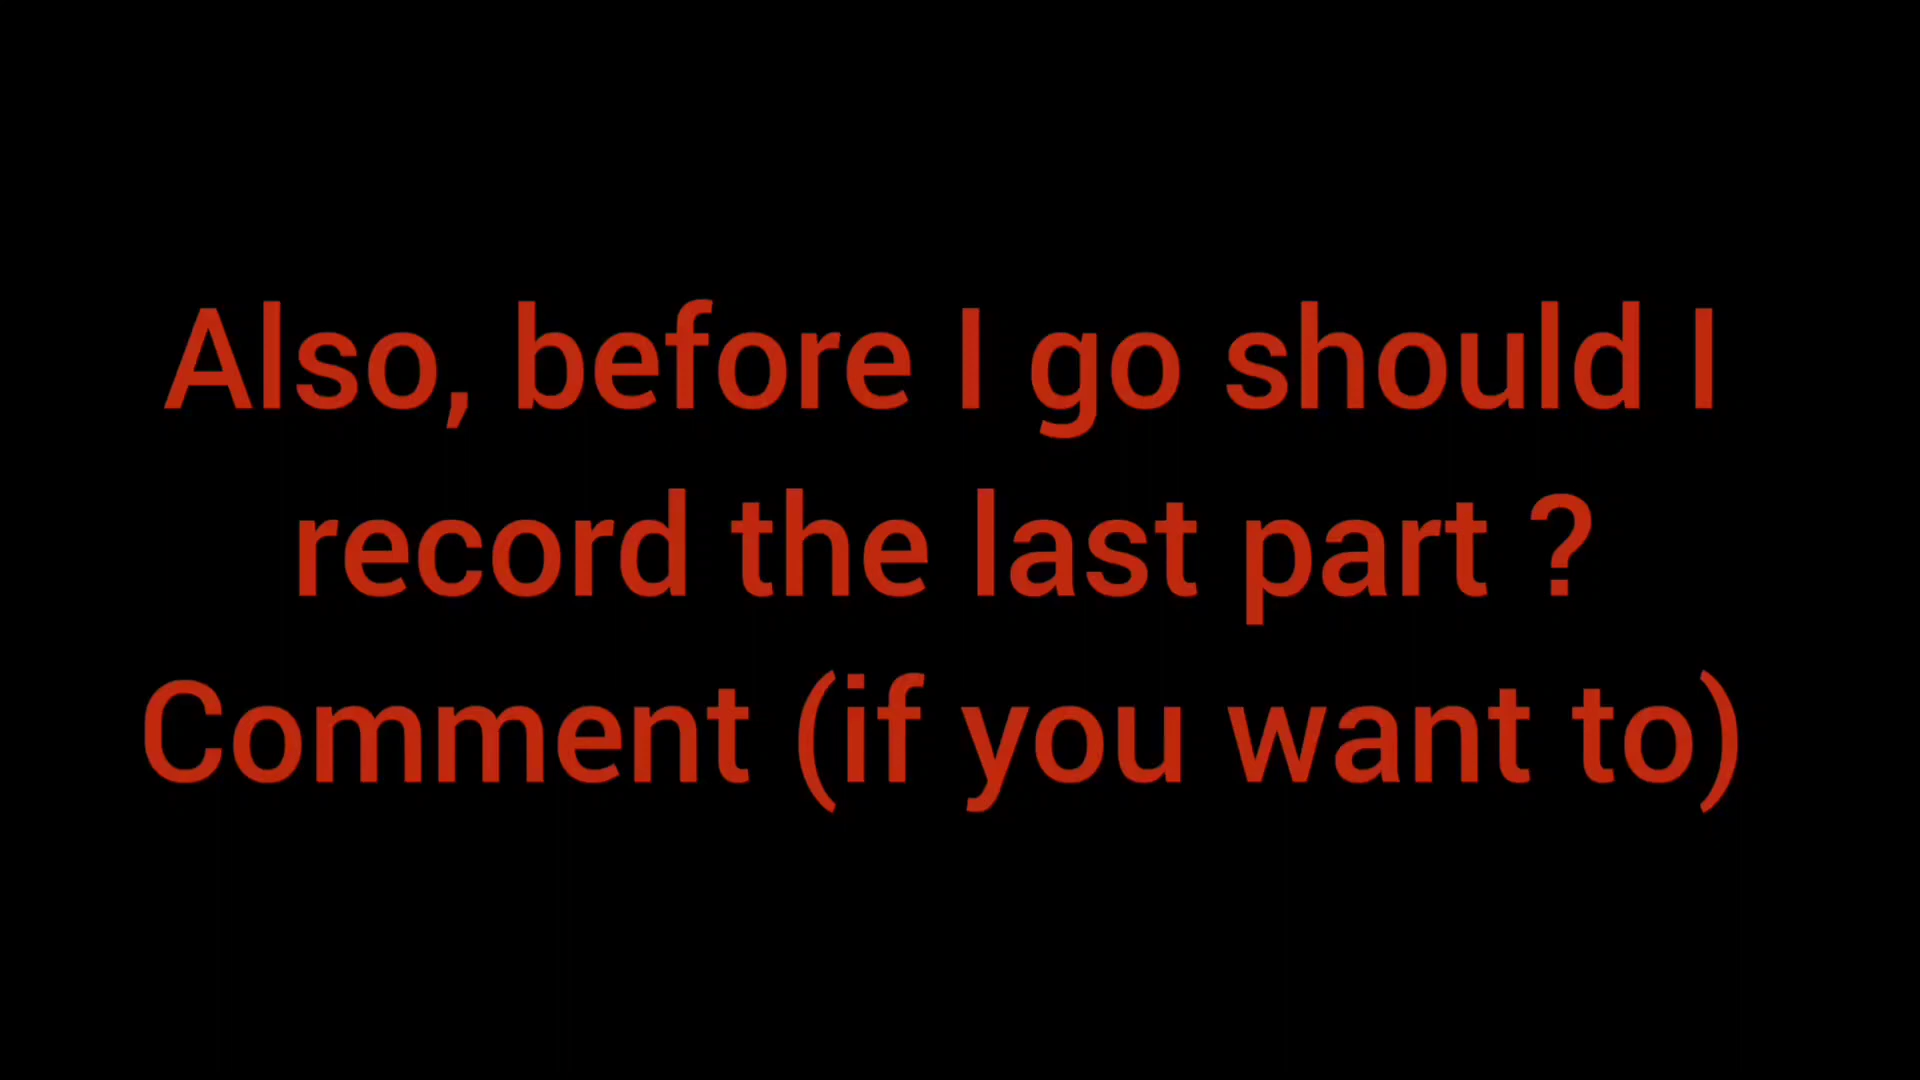 Also, before I go should I
record the last part ?
Comment (if you want to)